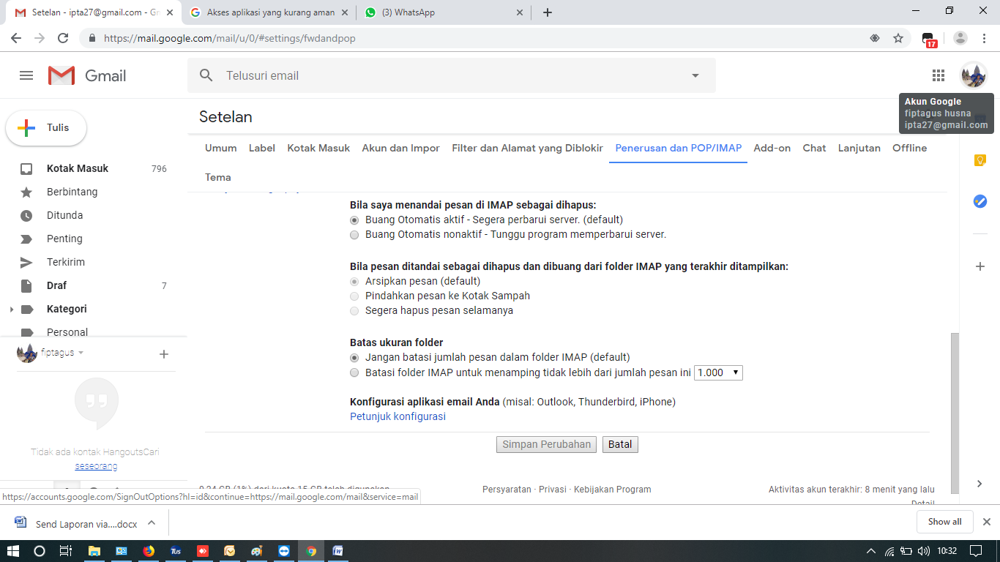 Setelan - ipta27@gmail.com - Gm
Akses aplikasi yang kurang aman
(3) WhatsApp
https://mail.google.com/mail/u/0/#settings/fwdandpop
17
Gmail
Telusuri email
Akun Google
fiptagus husna
ipta27@gmail.com
Tulis
Setelan
Umum Label Kotak Masuk Akun dan Impor Filter dan Alamat yang Diblokir Penerusan dan POP/IMAP Add-on Chat Lanjutan Offline
Tema
Kotak Masuk 796
Berbintang
Ditunda
Penting
Terkirim
Draf 7
Kategori
Personal
fiptagus
Tidak ada kontak HangoutsCari
seseorang
Bila saya menandai pesan di IMAP sebagai dihapus:
Buang Otomatis aktif - Segera perbarui server. (default)
Buang Otomatis nonaktif - Tunggu program memperbarui server.
Bila pesan ditandai sebagai dihapus dan dibuang dari folder IMAP yang terakhir ditampilkan:
Arsipkan pesan (default)
Pindahkan pesan ke Kotak Sampah
Segera hapus pesan selamanya
Batas ukuran folder
Jangan batasi jumlah pesan dalam folder IMAP (default)
Batasi folder IMAP untuk menamping tidak lebih dari jumlah pesan ini 1.000
Konfigurasi aplikasi email Anda (misal: Outlook, Thunderbird, iPhone)
Petunjuk konfigurasi
Simpan Perubahan Batal
Persyaratan · Privasi · Kebijakan Program
Aktivitas akun terakhir: 8 menit yang lalu
Detail
https://accounts.google.com/SignOutOptions?hl=id&continue=https://mail.google.com/mail&service=mail
Send Laporan via....docx
Show all
Tus
10:32